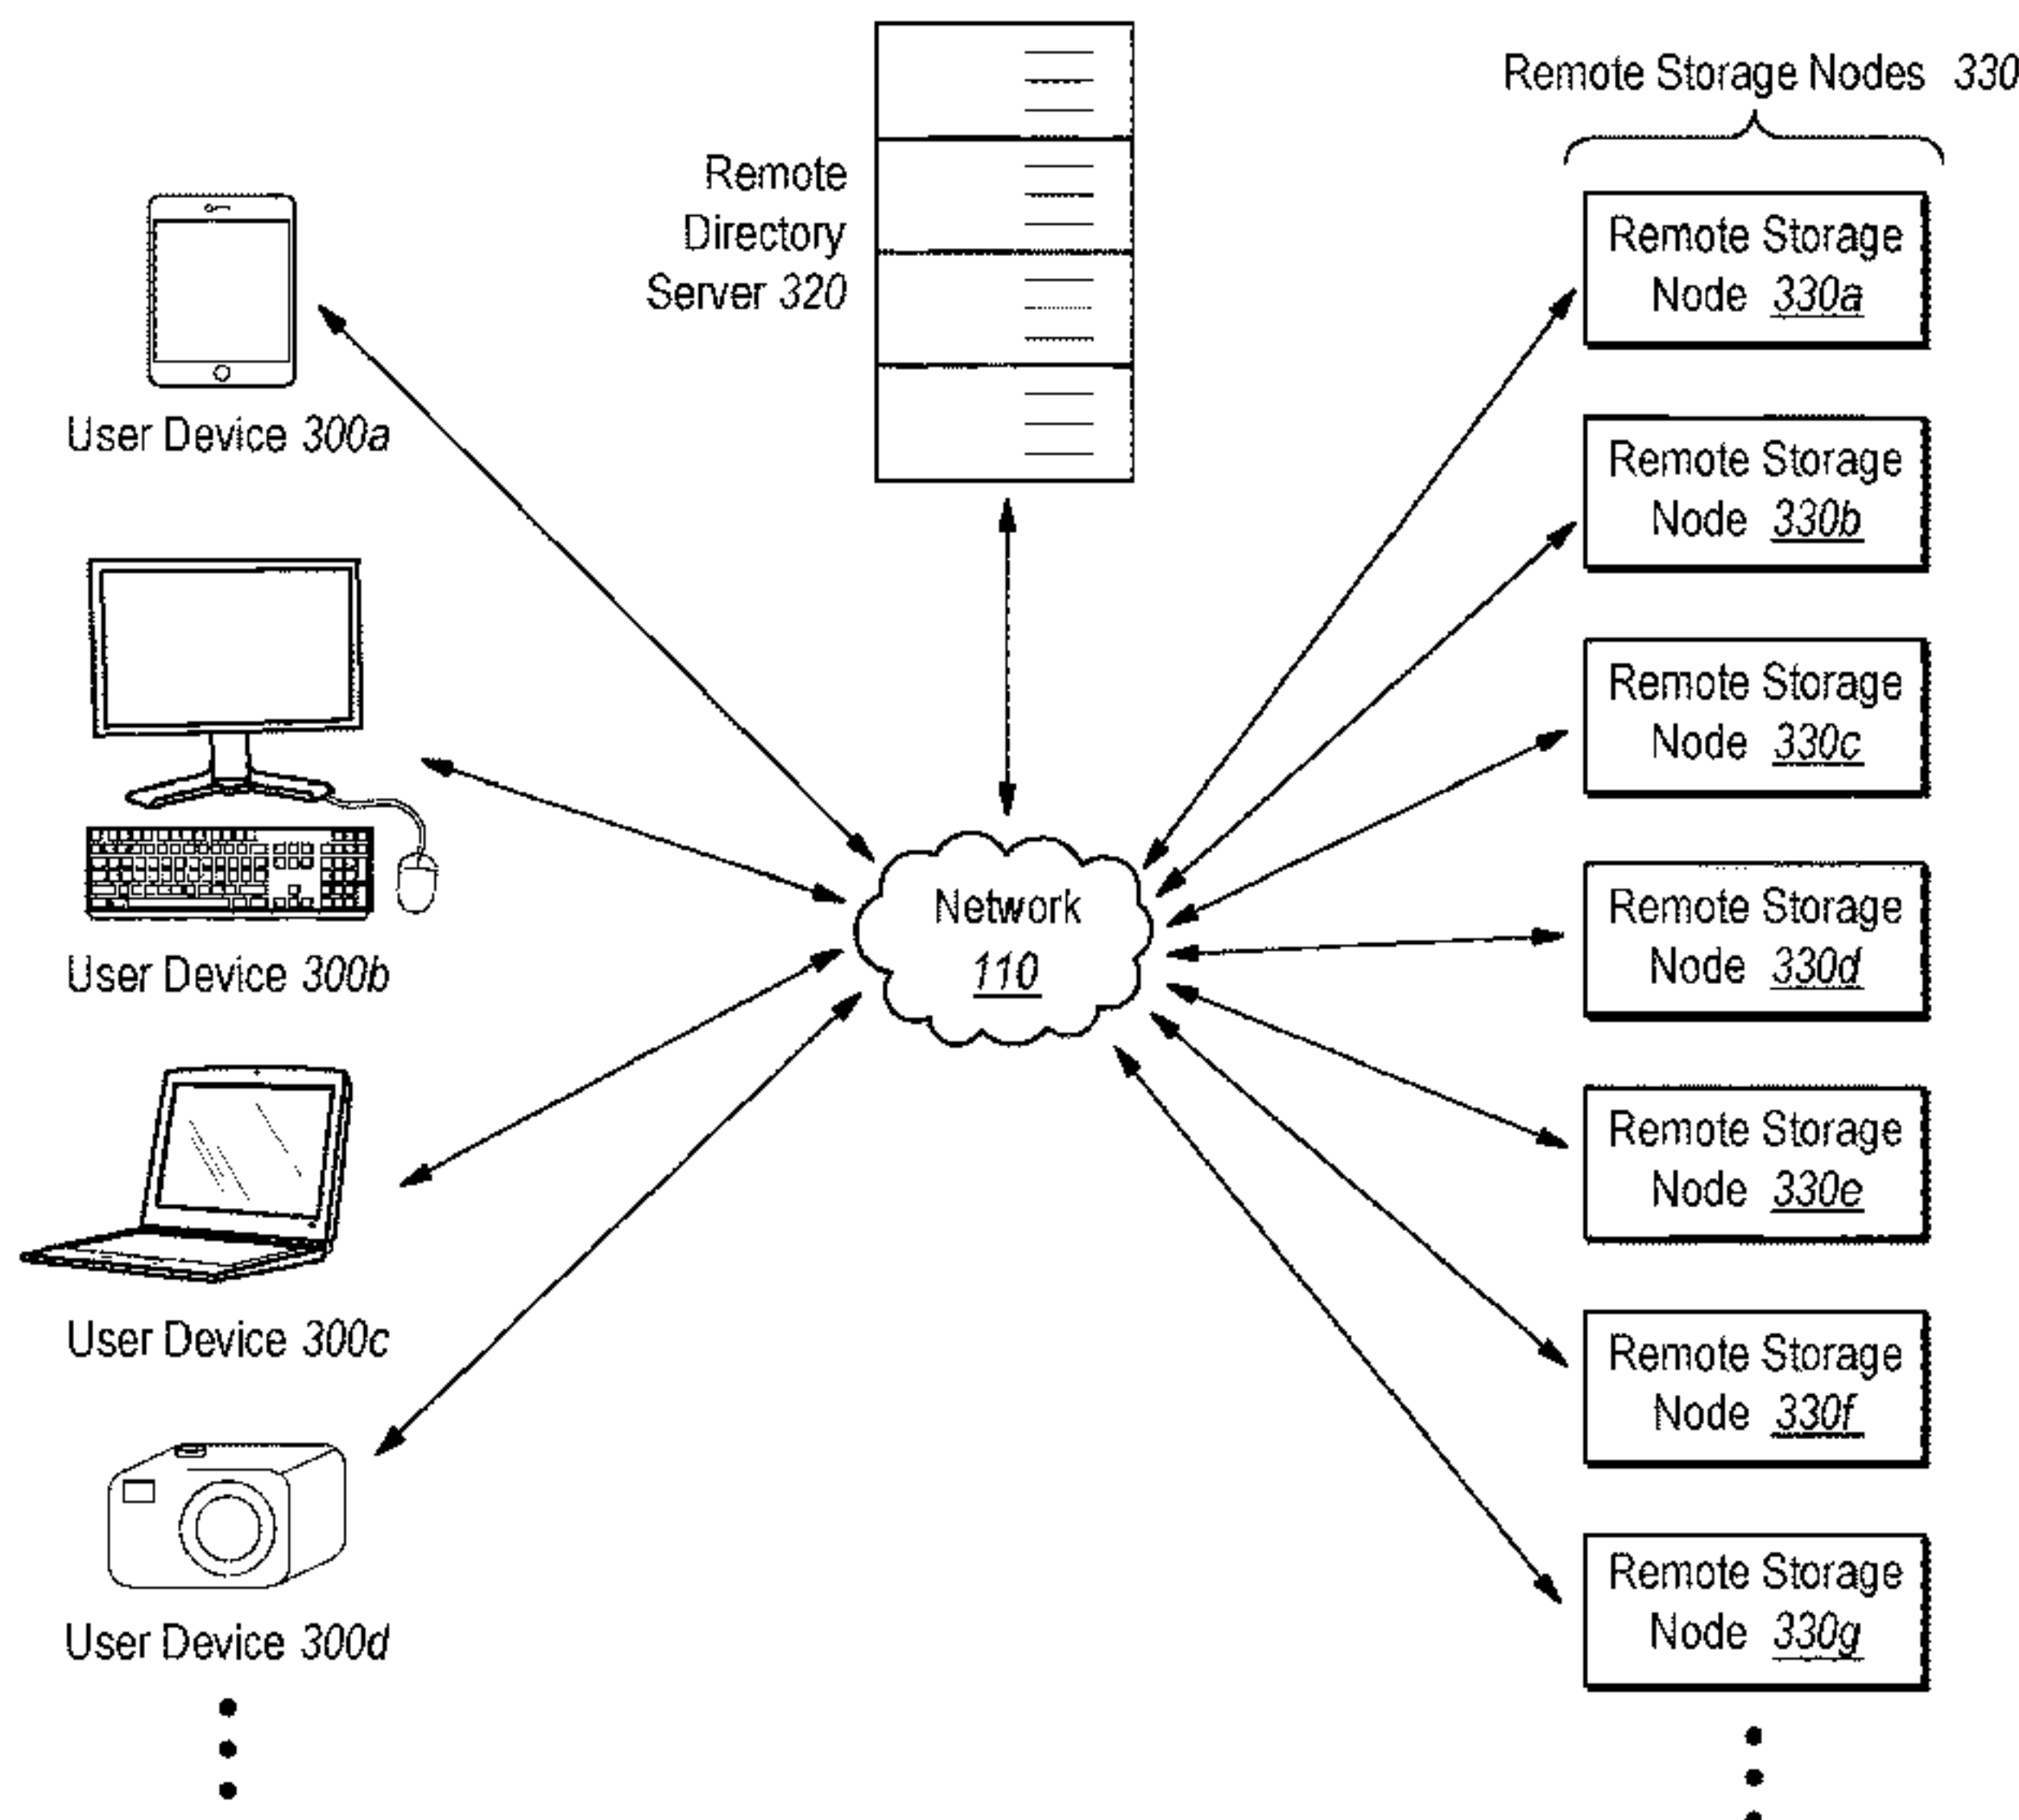 Remote Storage Nodes 330
Remote
Directory
Server 320
User Device 300a
User Device 300b
User Device 300c
User Device 300d
Network
110
Remote Storage
Node 330a
Remote Storage
Node 330b
Remote Storage
Node 330c
Remote Storage
Node 330d
Remote Storage
Node 330e
Remote Storage
Node 330f
Remote Storage
Node 330g